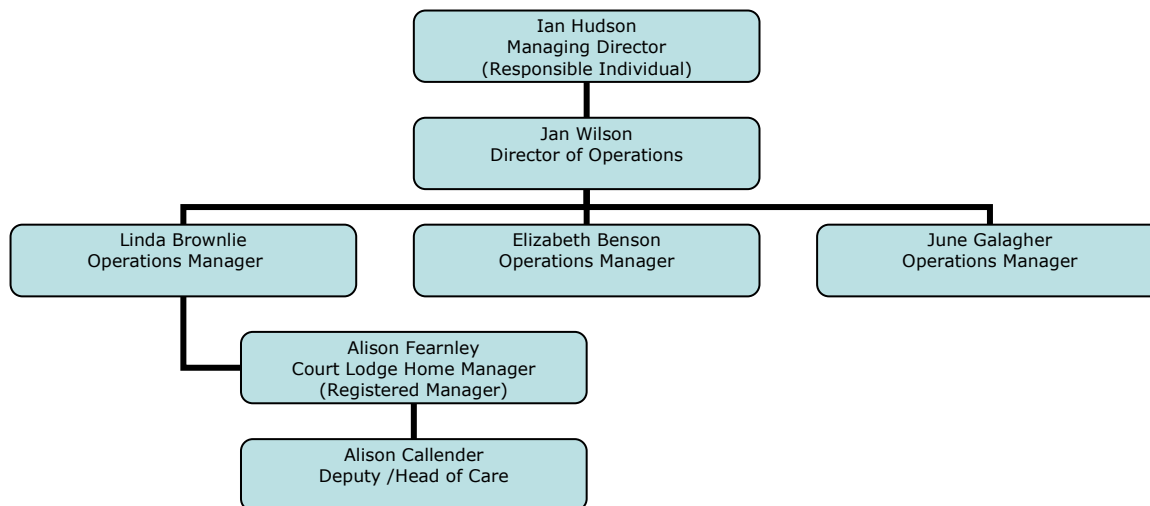 Ian Hudson
Managing Director
(Responsible Individual)
Jan Wilson
Director of Operations
Linda Brownlie
Operations Manager
Elizabeth Benson
Operations Manager
June Galagher
Operations Manager
Alison Fearnley
Court Lodge Home Manager
(Registered Manager)
Alison Callender
Deputy /Head of Care